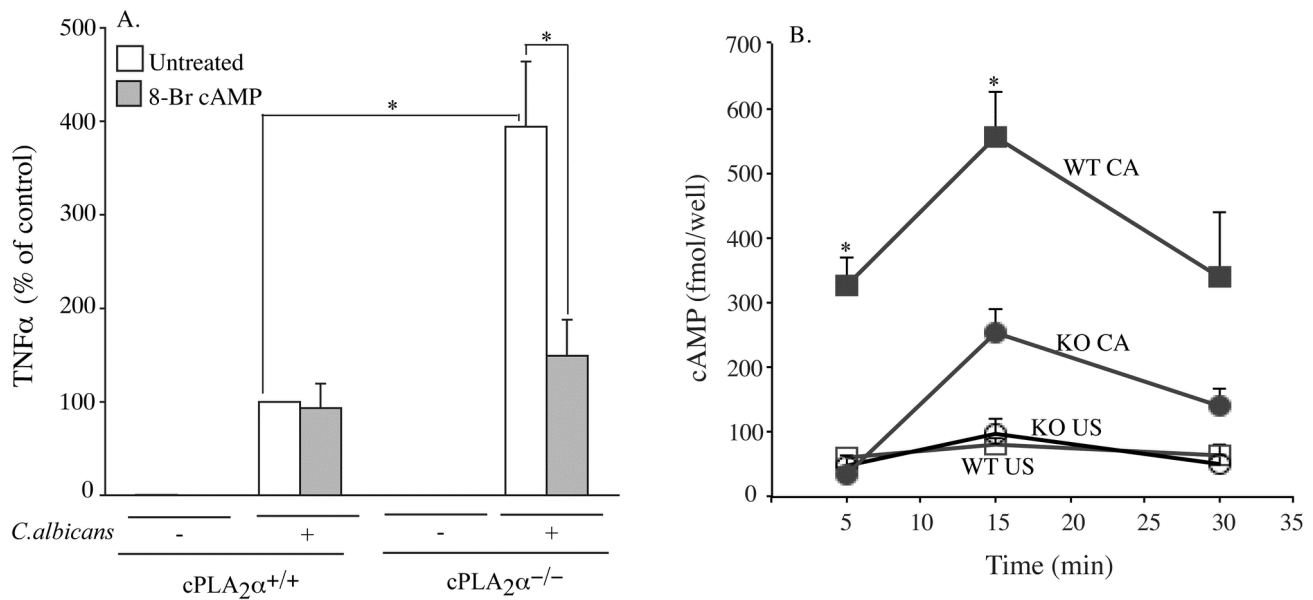 A.
500
400
300
200
100
0
TNFα (% of control)
Untreated
8-Br cAMP
*
*
C.albicans
-
+
-
+
cPLA₂α⁺/⁺
cPLA₂α⁻/⁻
B.
700
600
500
400
300
200
100
0
cAMP (fmol/well)
*
*
WT CA
KO CA
KO US
WT US
5
10
15
20
25
30
35
Time (min)